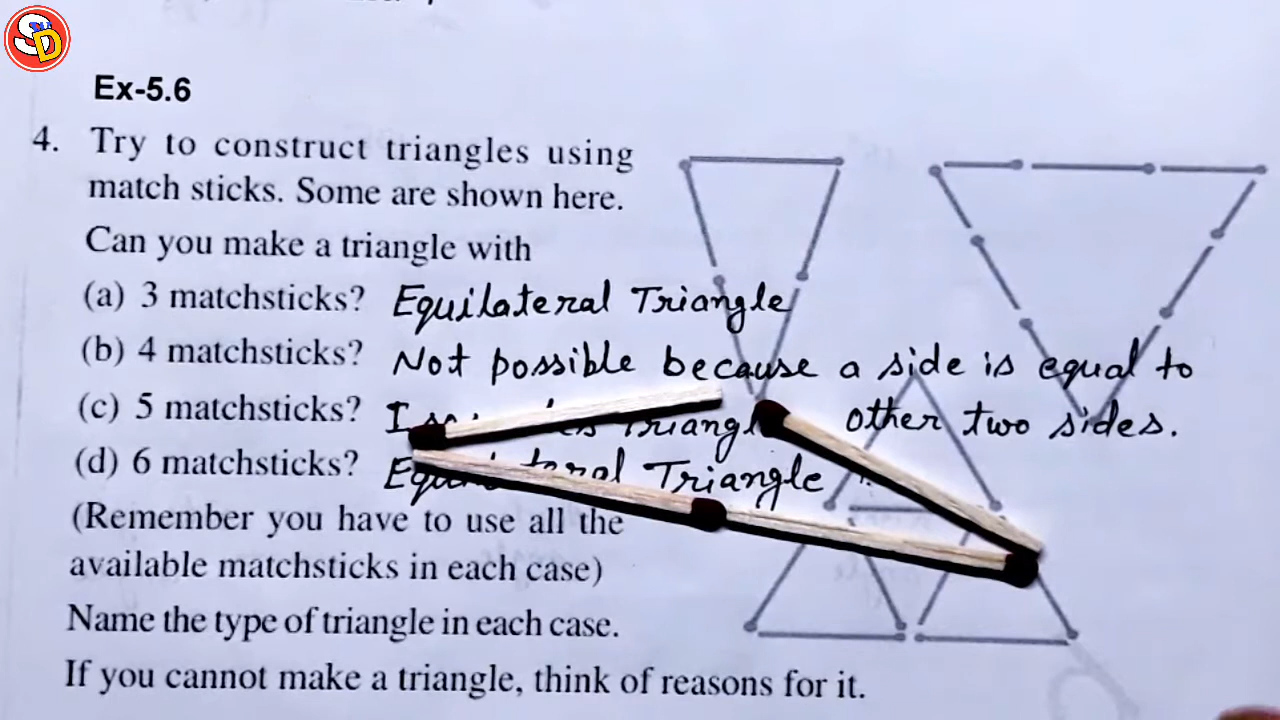 SD
Ex-5.6
4. Try to construct triangles using
match sticks. Some are shown here.
Can you make a triangle with
(a) 3 matchsticks? Equilateral Triangle
(b) 4 matchsticks? Not possible because a side is equal to
other two sides.
(c) 5 matchsticks? Triangle
(d) 6 matchsticks? Triangle
(Remember you have to use all the
available matchsticks in each case)
Name the type of triangle in each case.
If you cannot make a triangle, think of reasons for it.